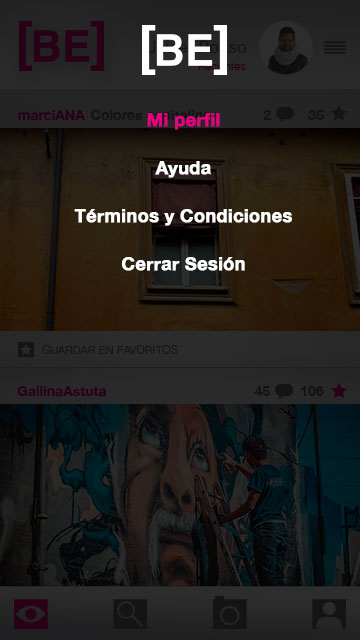 [BE]
[BE]
marciANA
Colores
2
35
Mi perfil
Ayuda
Términos y Condiciones
Cerrar Sesión
GUARDAR EN FAVORITOS
GallinaAstuta
45
106